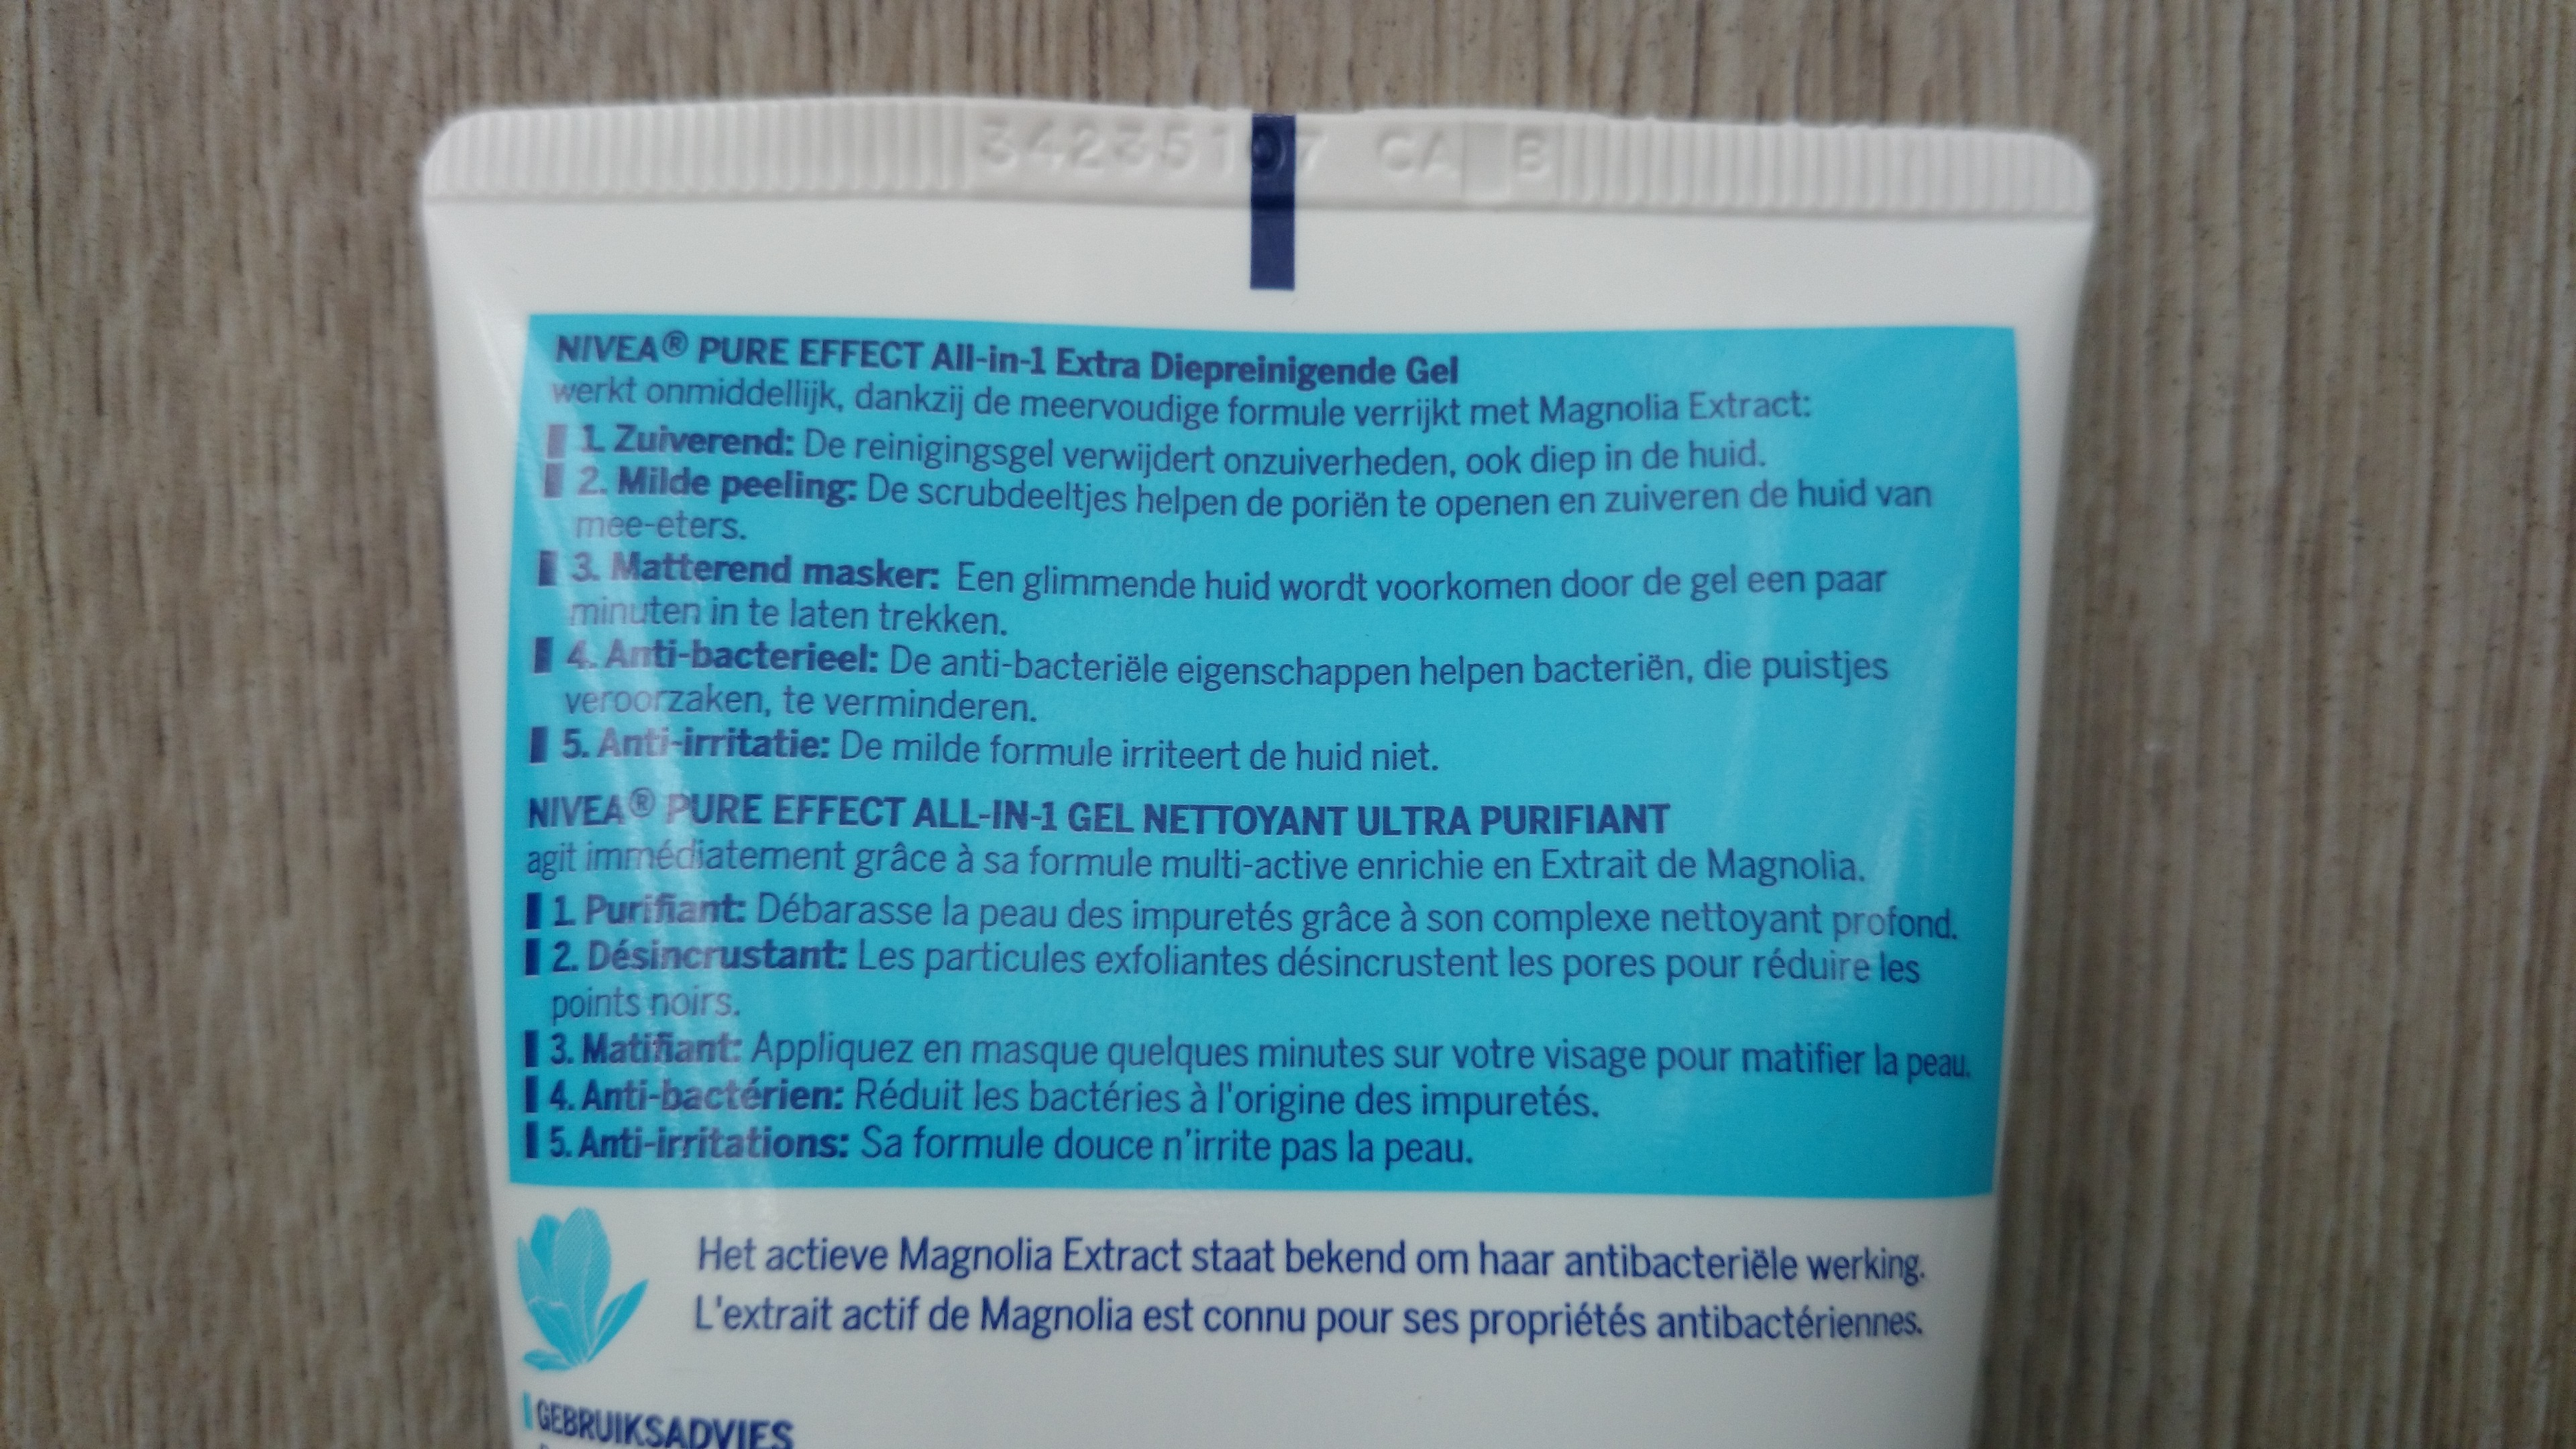 34235107 CA B
NIVEA® PURE EFFECT All-in-1 Extra Diepreinigende Gel
werkt onmiddellijk, dankzij de meervoudige formule verrijkt met Magnolia Extract:
1. Zuiverend: De reinigingsgel verwijdert onzuiverheden, ook diep in de huid.
2. Milde peeling: De scrubdeeltjes helpen de poriën te openen en zuiveren de huid van
mee-eters.
3. Matterend masker: Een glimmende huid wordt voorkomen door de gel een paar
minuten in te laten trekken.
4. Anti-bacterieel: De anti-bacteriële eigenschappen helpen bacteriën, die puistjes
veroorzaken, te verminderen.
5. Anti-irritatie: De milde formule irriteert de huid niet.
NIVEA® PURE EFFECT ALL-IN-1 GEL NETTOYANT ULTRA PURIFIANT
agit immédiatement grâce à sa formule multi-active enrichie en Extrait de Magnolia.
1. Purifiant: Débarasse la peau des impuretés grâce à son complexe nettoyant profond.
2. Désincrustant: Les particules exfoliantes désincrustent les pores pour réduire les
points noirs.
3. Matifiant: Appliquez en masque quelques minutes sur votre visage pour matifier la peau.
4. Anti-bactérien: Réduit les bactéries à l'origine des impuretés.
5. Anti-irritations: Sa formule douce n'irrite pas la peau.
Het actieve Magnolia Extract staat bekend om haar antibacteriële werking.
L'extrait actif de Magnolia est connu pour ses propriétés antibactériennes.
GEBRUIKSADVIES